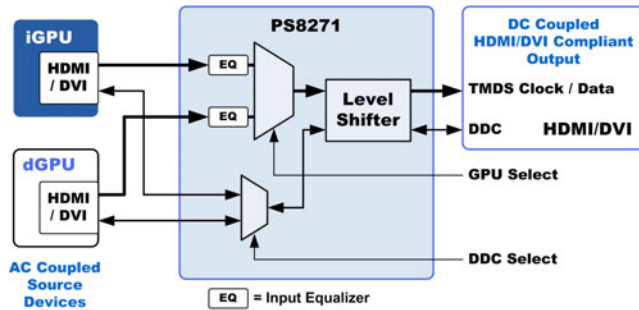 iGPU
HDMI
/ DVI
dGPU
HDMI
/ DVI
AC Coupled
Source
Devices
PS8271
EQ
EQ
Level
Shifter
EQ = Input Equalizer
DC Coupled
HDMI/DVI Compliant
Output
TMDS Clock / Data
DDC HDMI/DVI
GPU Select
DDC Select